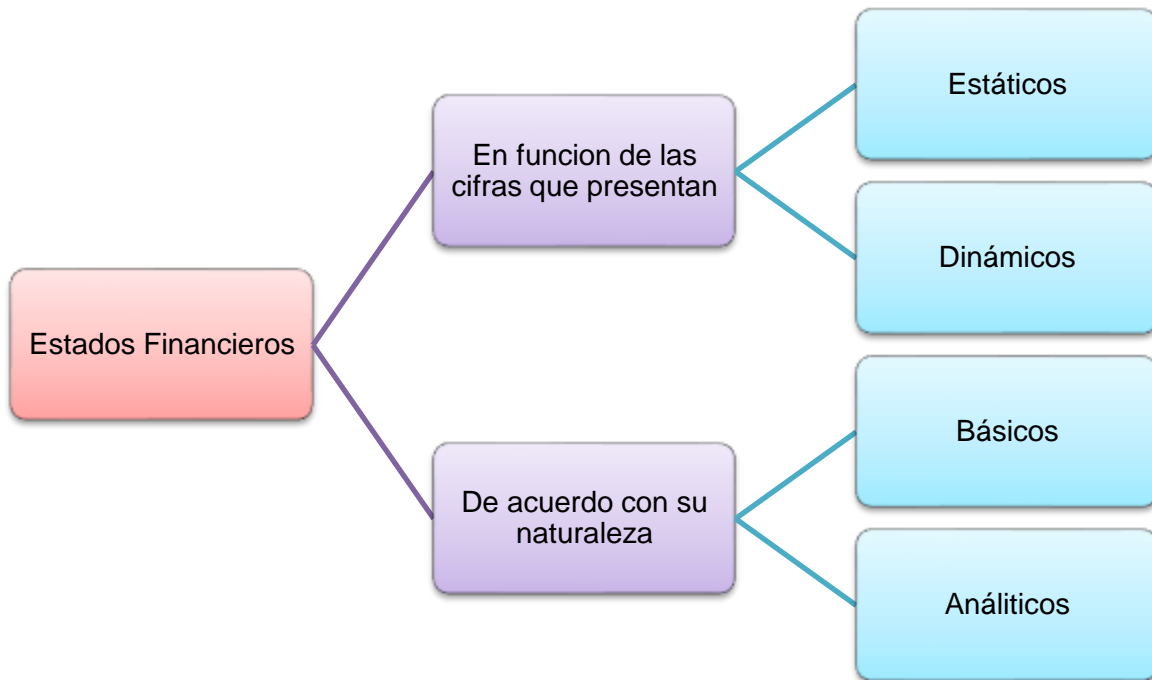 Estados Financieros
En funcion de las
cifras que presentan
Estáticos
Dinámicos
De acuerdo con su
naturaleza
Básicos
Análiticos